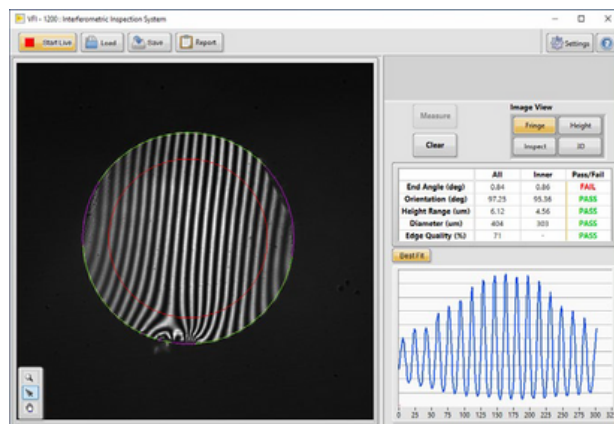 VFI - 1200 : Interferometric Inspection System
Start Live Load Save Report Settings
Measure
Image View
Fringe Height
Clear
Inspect 3D
All Inner Pass/Fail
End Angle (deg) 0.84 0.86 FAIL
Orientation (deg) 97.25 95.36 PASS
Height Range (um) 6.12 4.56 PASS
Diameter (um) 404 303 PASS
Edge Quality (%) 71 - PASS
Best Fit
0 25 50 75 100 125 150 175 200 225 250 275 300 325